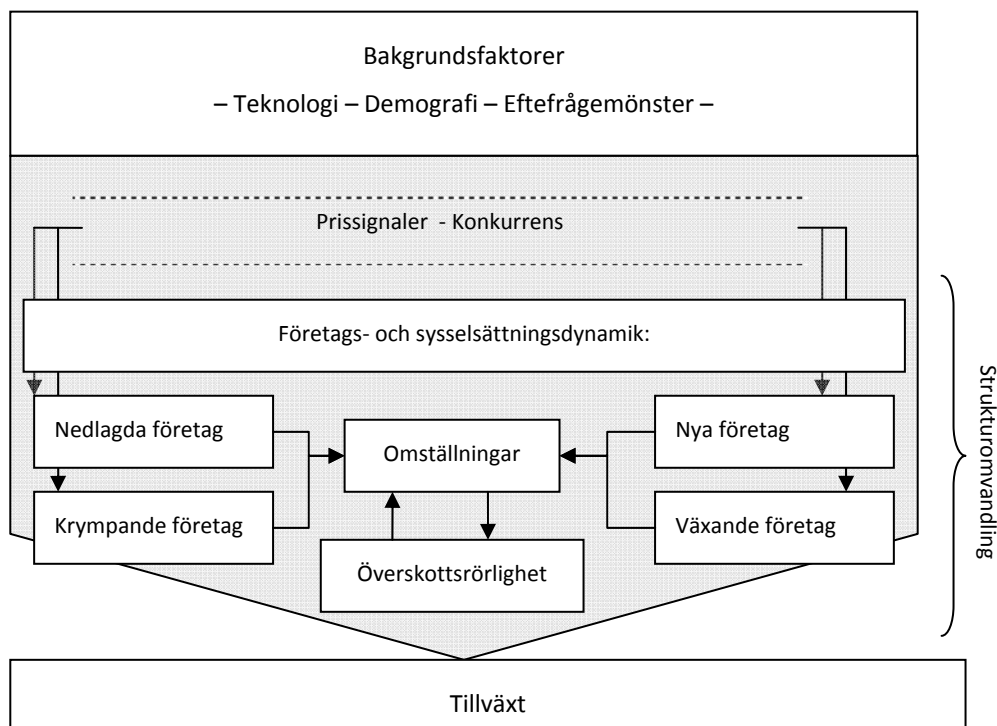 Bakgrundsfaktorer
– Teknologi – Demografi – Eftefrågemönster –
Prissignaler - Konkurrens
Företags- och sysselsättningsdynamik:
Nedlagda företag
Nya företag
Omställningar
Krympande företag
Växande företag
Överskottsrörlighet
Strukturomvandling
Tillväxt